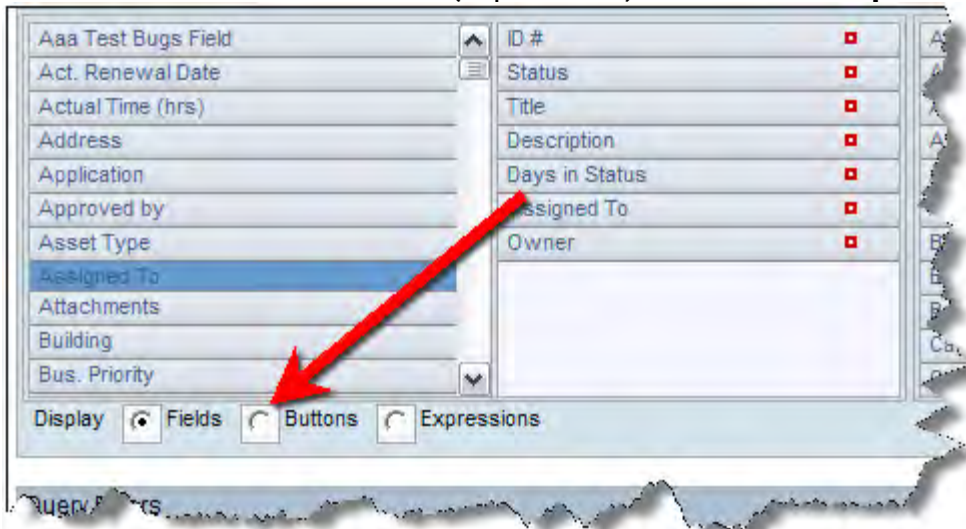 Aaa Test Bugs Field
Act. Renewal Date
Actual Time (hrs)
Address
Application
Approved by
Asset Type
Assigned To
Attachments
Building
Bus. Priority
ID #
Status
Title
Description
Days in Status
ssigned To
Owner
Display Fields Buttons Expressions
Query